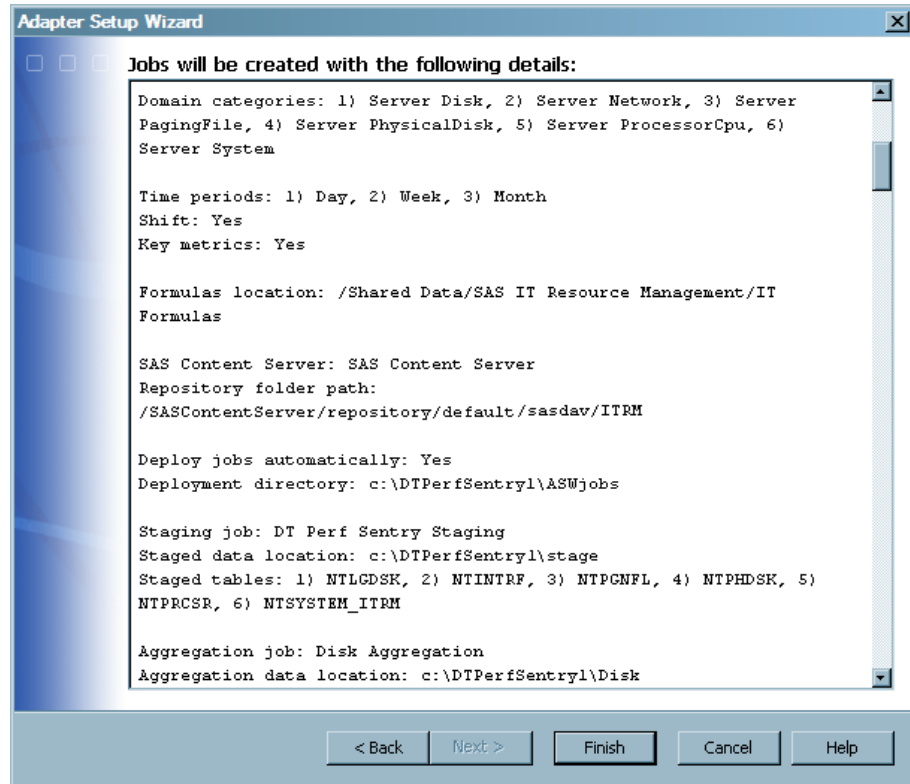 Adapter Setup Wizard
Jobs will be created with the following details:
Domain categories: 1) Server Disk, 2) Server Network, 3) Server
PagingFile, 4) Server PhysicalDisk, 5) Server ProcessorCpu, 6)
Server System
Time periods: 1) Day, 2) Week, 3) Month
Shift: Yes
Key metrics: Yes
Formulas location: /Shared Data/SAS IT Resource Management/IT
Formulas
SAS Content Server: SAS Content Server
Repository folder path:
/SASContentServer/repository/default/sasdav/ITRM
Deploy jobs automatically: Yes
Deployment directory: c:\DTPerfSentry1\ASWjobs
Staging job: DT Perf Sentry Staging
Staged data location: c:\DTPerfSentry1\stage
Staged tables: 1) NTLGDSK, 2) NTINTRF, 3) NTPGNFL, 4) NTPHDSK, 5)
NTPRCSR, 6) NTSYSTEM_ITRM
Aggregation job: Disk Aggregation
Aggregation data location: c:\DTPerfSentry1\Disk
< Back Next > Finish Cancel Help